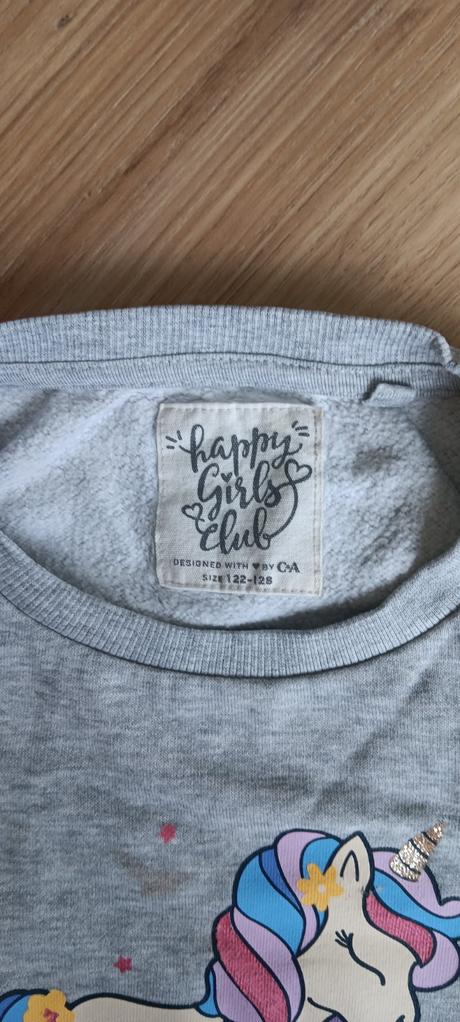 happy
Girls
Club
DESIGNED WITH ♥ BY C&A
SIZE 122-128